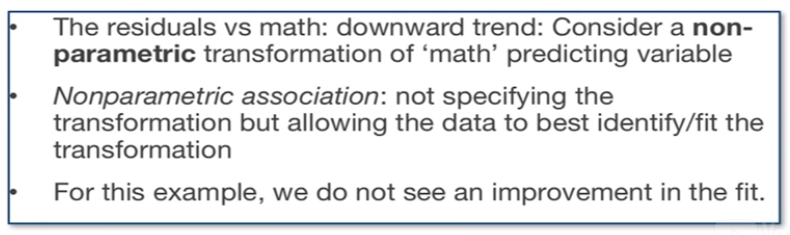 • The residuals vs math: downward trend: Consider a non-
parametric transformation of ‘math’ predicting variable
• Nonparametric association: not specifying the
transformation but allowing the data to best identify/fit the
transformation
• For this example, we do not see an improvement in the fit.